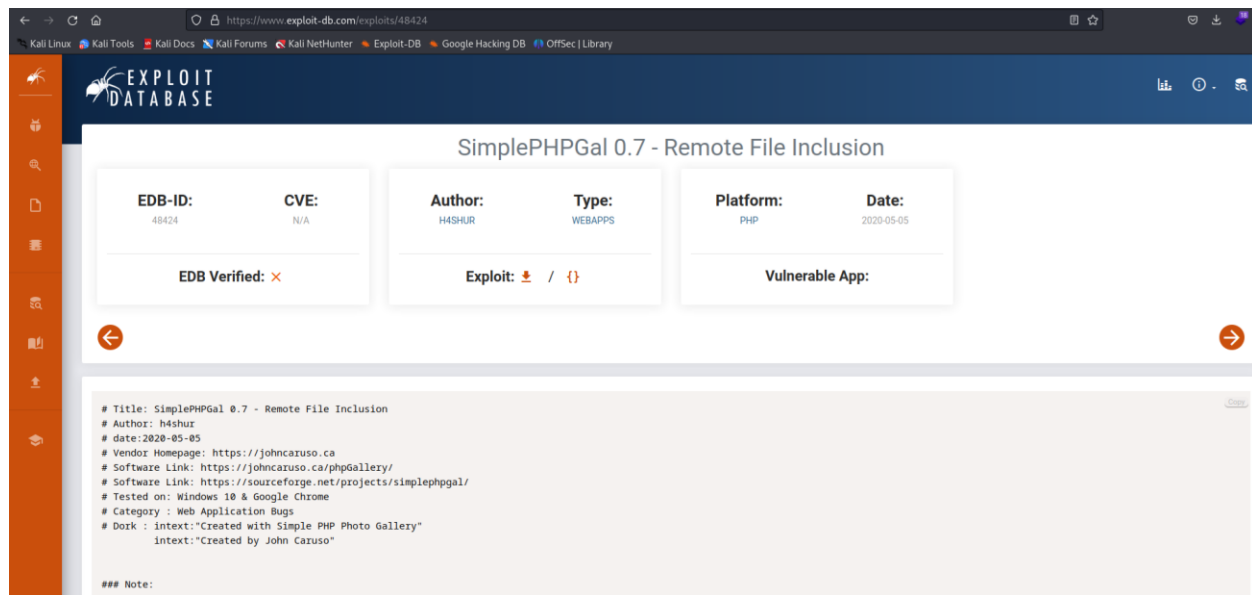 https://www.exploit-db.com/exploits/48424
Kali Linux Kali Tools Kali Docs Kali Forums Kali NetHunter Exploit-DB Google Hacking DB OffSec | Library
EXPLOIT
DATABASE
SimplePHPGal 0.7 - Remote File Inclusion
EDB-ID: CVE: Author: Type: Platform: Date:
48424 N/A H4SHUR WEBAPPS PHP 2020-05-05
EDB Verified: × Exploit: / {} Vulnerable App:
Copy
# Title: SimplePHPGal 0.7 - Remote File Inclusion
# Author: h4shur
# date:2020-05-05
# Vendor Homepage: https://johncaruso.ca
# Software Link: https://johncaruso.ca/phpGallery/
# Software Link: https://sourceforge.net/projects/simplephpgal/
# Tested on: Windows 10 & Google Chrome
# Category : Web Application Bugs
# Dork : intext:"Created with Simple PHP Photo Gallery"
intext:"Created by John Caruso"
### Note: